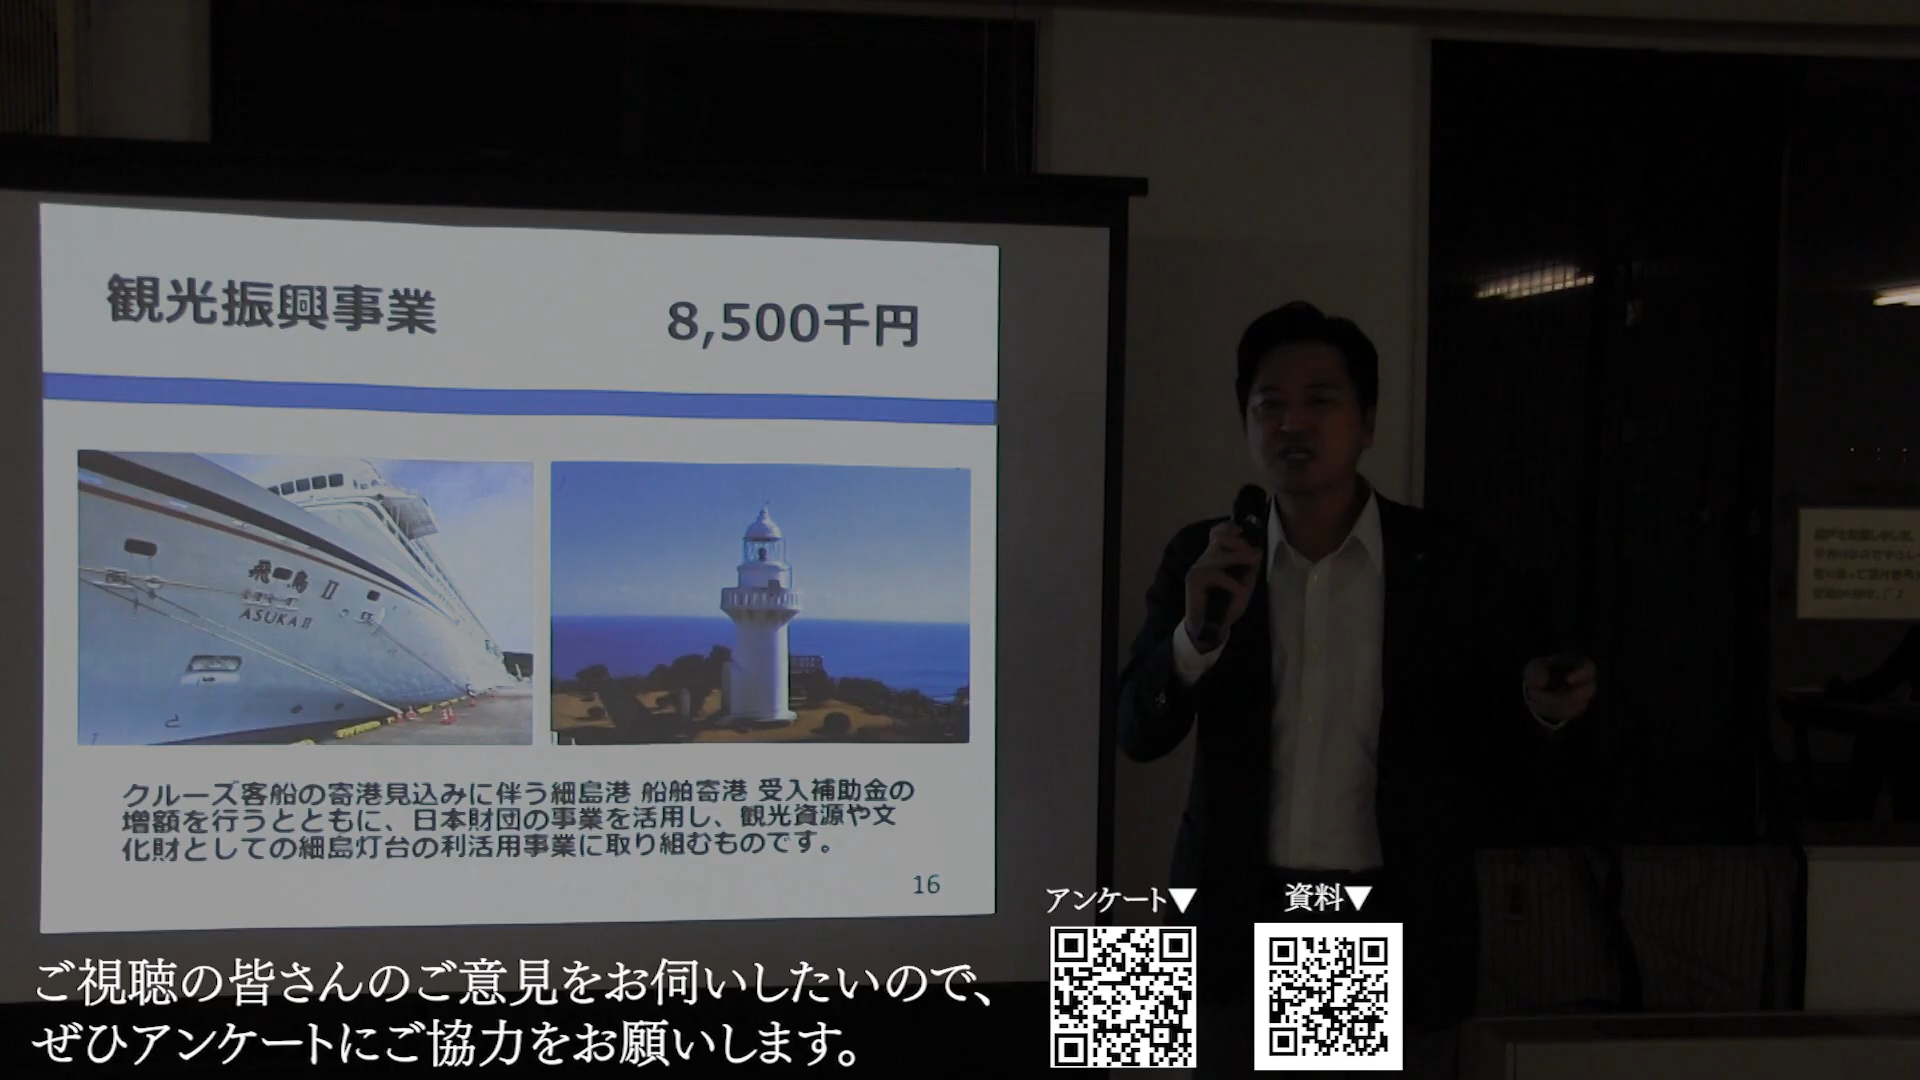 観光振興事業
8,500千円
飛鳥 II
ASUKA II
クルーズ客船の寄港見込みに伴う細島港 船舶寄港 受入補助金の
増額を行うとともに、日本財団の事業を活用し、観光資源や文
化財としての細島灯台の利活用事業に取り組むものです。
16
アンケート▼
資料▼
ご視聴の皆さんのご意見をお伺いしたいので、
ぜひアンケートにご協力をお願いします。